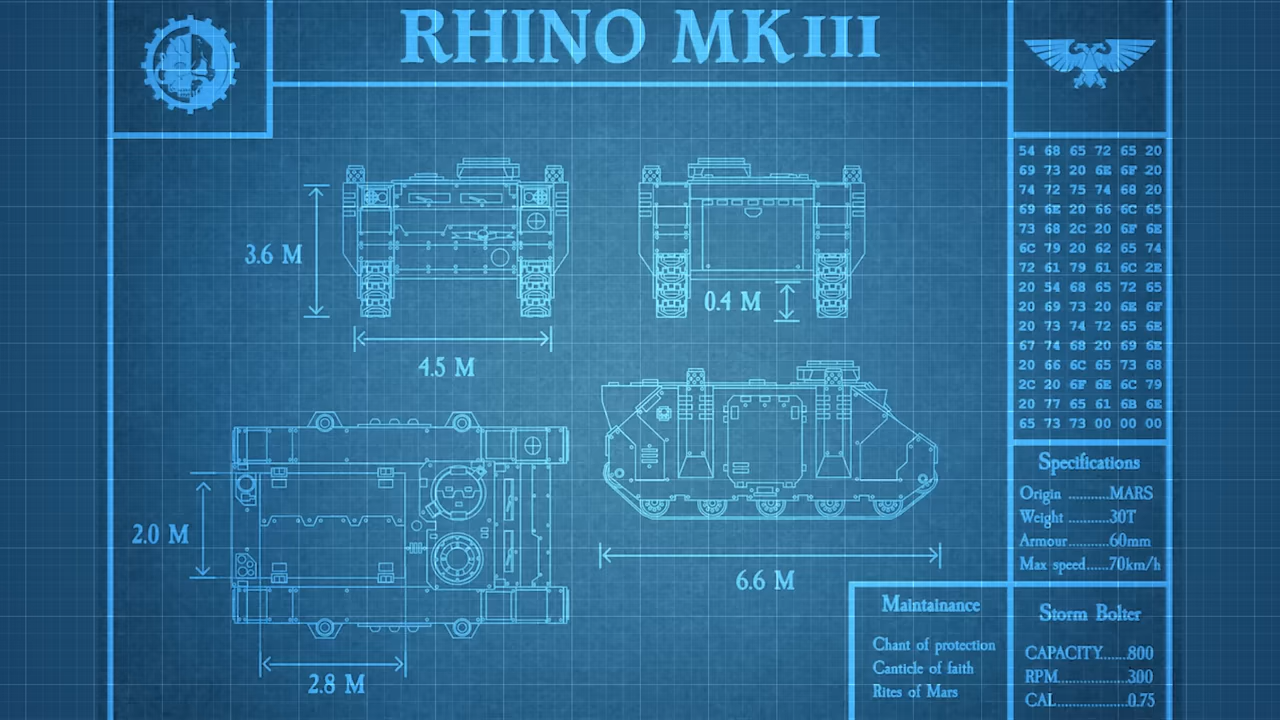 RHINO MKIII
54 68 65 72 65 20
69 73 20 6E 6F 20
74 72 75 74 68 20
69 6E 20 66 6C 65
73 68 2C 20 6F 6E
6C 79 20 62 65 74
72 61 79 61 6C 2E
20 54 68 65 72 65
20 69 73 20 6E 6F
20 73 74 72 65 6E
67 74 68 20 69 6E
20 66 6C 65 73 68
2C 20 6F 6E 6C 79
20 77 65 61 6B 6E
65 73 73 00 00 00
3.6 M
4.5 M
0.4 M
2.0 M
2.8 M
6.6 M
Specifications
Origin ..........MARS
Weight ..........30T
Armour..........60mm
Max speed......70km/h
Maintainance
Chant of protection
Canticle of faith
Rites of Mars
Storm Bolter
CAPACITY.......800
RPM.................300
CAL..................0.75